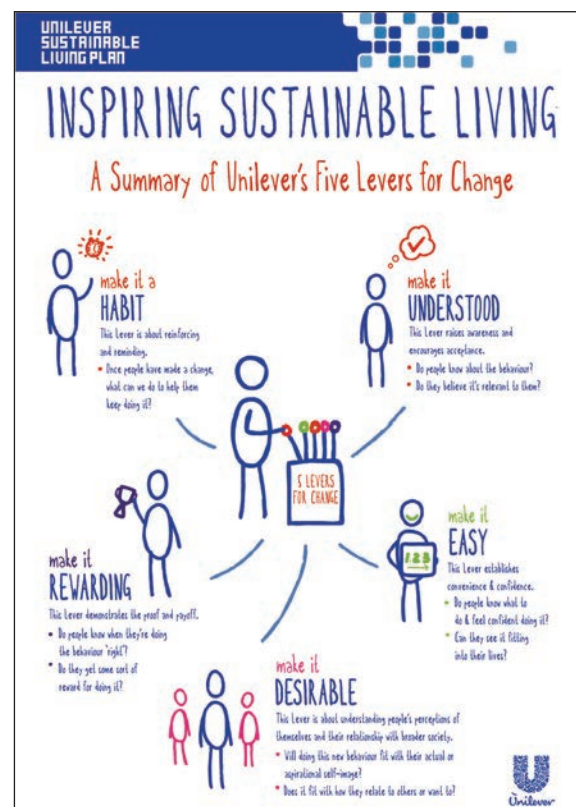 UNILEVER
SUSTAINABLE
LIVING PLAN
INSPIRING SUSTAINABLE LIVING
A Summary of Unilever's Five Levers for Change
make it a
HABIT
This Lever is about reinforcing
and reminding.
• Once people have made a change,
what can we do to help them
keep doing it?
make it
UNDERSTOOD
This Lever raises awareness and
encourages acceptance.
• Do people know about the behaviour?
• Do they believe it's relevant to them?
5 LEVERS
FOR CHANGE
make it
EASY
This Lever establishes
convenience & confidence.
• Do people know what to
do & feel confident doing it?
• Can they see it fitting
into their lives?
1 2 3
make it
REWARDING
This Lever demonstrates the proof and payoff.
• Do people know when they're doing
the behaviour 'right'?
• Do they get some sort of
reward for doing it?
make it
DESIRABLE
This Lever is about understanding people's perceptions of
themselves and their relationship with broader society.
• Will doing this new behaviour fit with their actual or
aspirational self-image?
• Does it fit with how they relate to others or want to?
Unilever